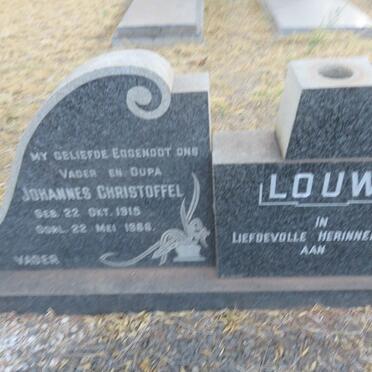 MY GELIEFDE EGGENOOT ONS
VADER EN OUPA
JOHANNES CHRISTOFFEL
GEB. 22 OKT. 1915
OORL. 22 MEI 1986.
VADER
LOUW
IN
LIEFDEVOLLE HERINNE
AAN